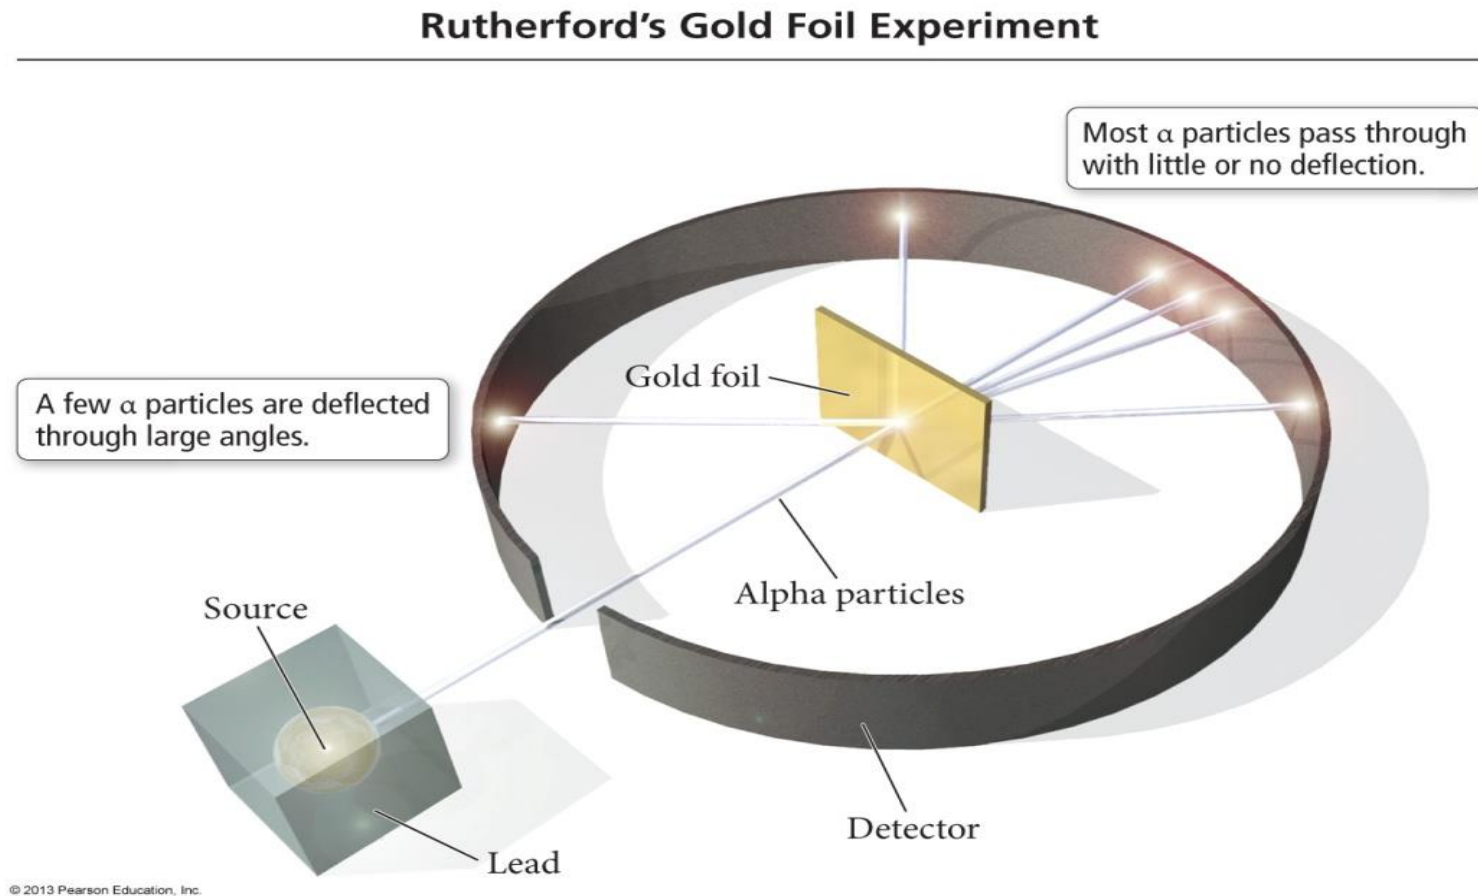 Rutherford's Gold Foil Experiment
Most α particles pass through
with little or no deflection.
Gold foil
A few α particles are deflected
through large angles.
Alpha particles
Source
Detector
Lead
© 2013 Pearson Education, Inc.